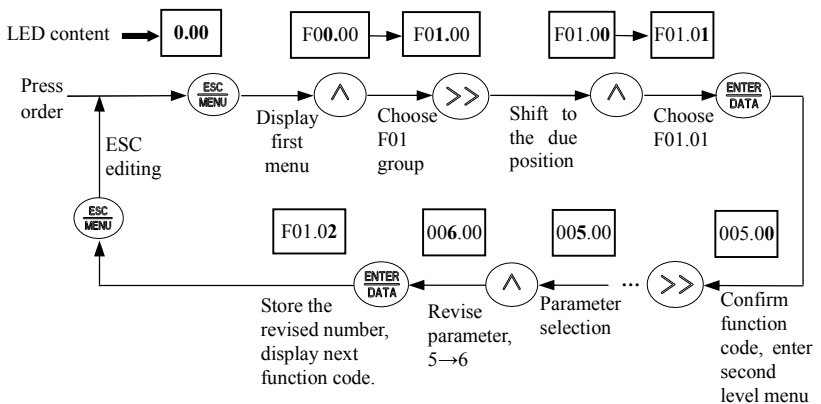 LED content
0.00
F00.00
F01.00
F01.00
F01.01
Press
order
ESC
MENU
Display
first
menu
∧
Choose
F01
group
>>
Shift to
the due
position
∧
Choose
F01.01
ENTER
DATA
ESC
editing
ESC
MENU
F01.02
006.00
005.00
005.00
ENTER
DATA
∧
...
>>
Store the
revised number,
display next
function code.
Revise
parameter,
5→6
Parameter
selection
Confirm
function
code, enter
second
level menu